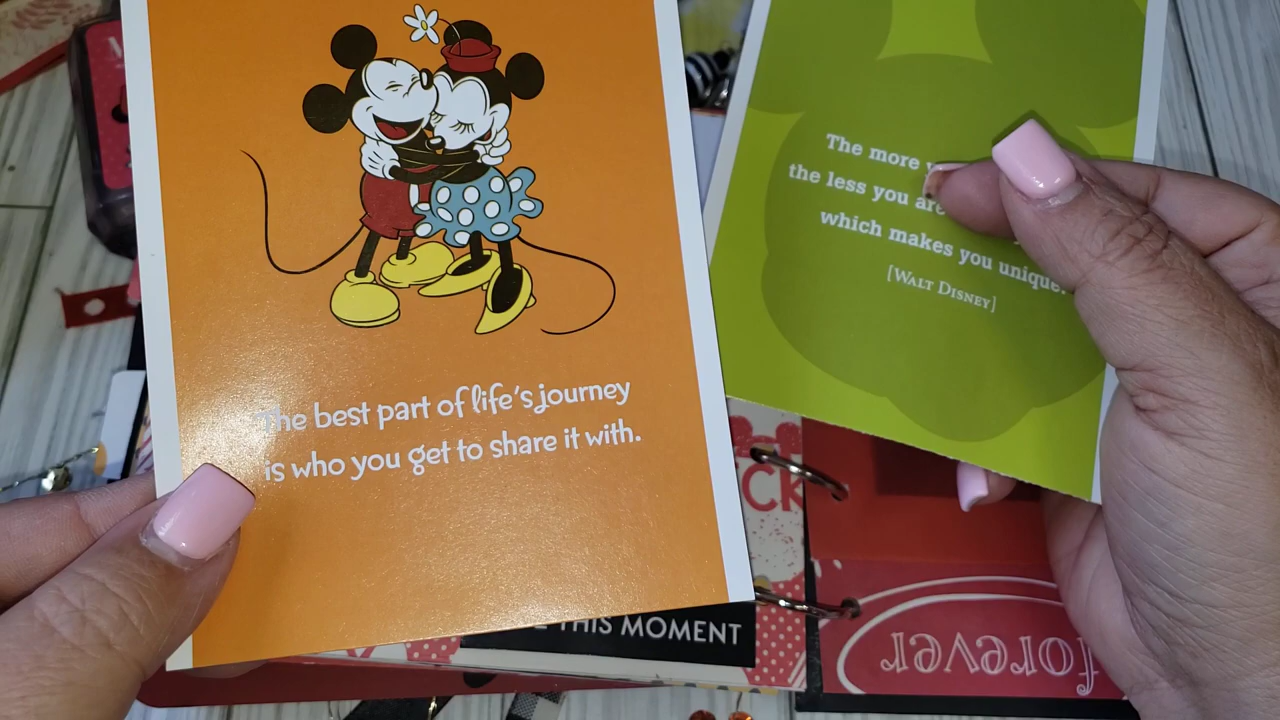 The best part of life's journey
is who you get to share it with.
The more
the less you are
which makes you unique.
[WALT DISNEY]
CK
THIS MOMENT
forever